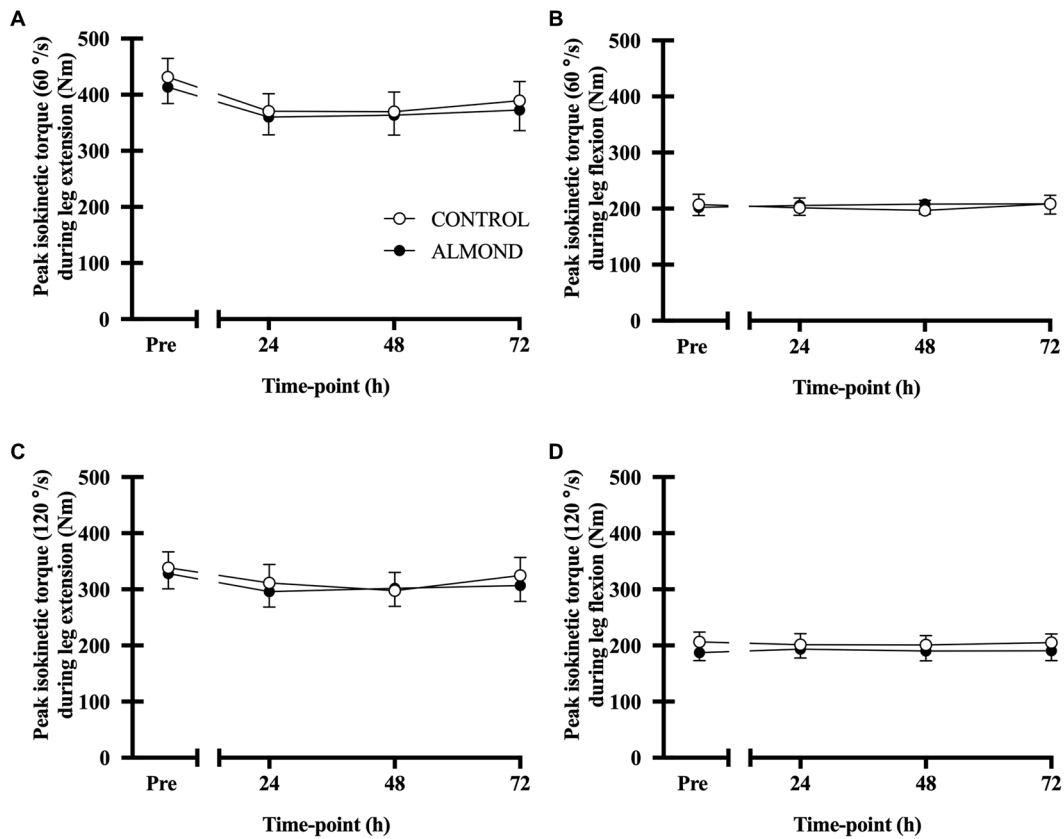 A
Peak isokinetic torque (60 °/s)
during leg extension (Nm)
500
400
300
200
100
0
CONTROL
ALMOND
Pre
24
48
72
Time-point (h)
B
Peak isokinetic torque (60 °/s)
during leg flexion (Nm)
500
400
300
200
100
0
Pre
24
48
72
Time-point (h)
C
Peak isokinetic torque (120 °/s)
during leg extension (Nm)
500
400
300
200
100
0
Pre
24
48
72
Time-point (h)
D
Peak isokinetic torque (120 °/s)
during leg flexion (Nm)
500
400
300
200
100
0
Pre
24
48
72
Time-point (h)